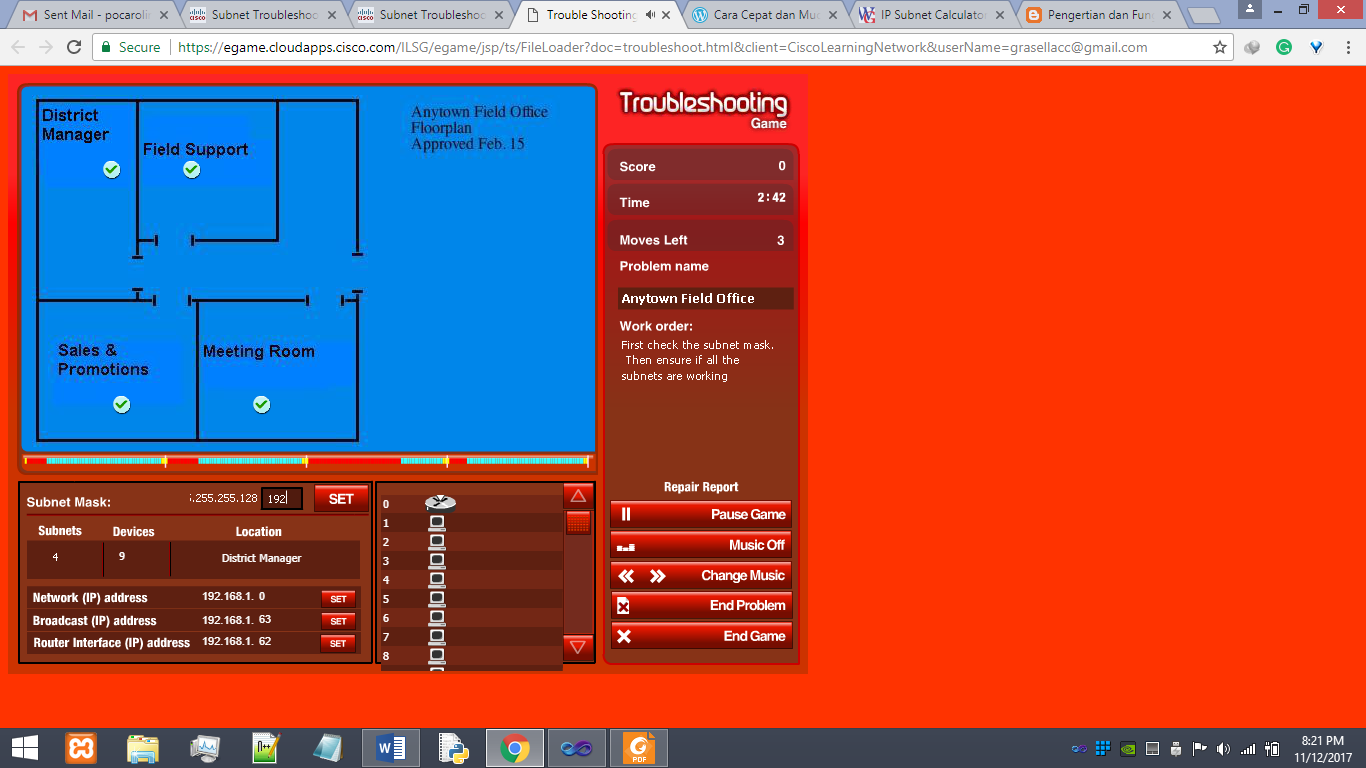 Sent Mail - pocarolin
Subnet Troubleshoo
Subnet Troubleshoo
Trouble Shooting
Cara Cepat dan Mud
IP Subnet Calculator
Pengertian dan Fun
Secure
https://egame.cloudapps.cisco.com/ILSG/egame/jsp/ts/FileLoader?doc=troubleshoot.html&client=CiscoLearningNetwork&userName=grasellacc@gmail.com
District
Manager
Field Support
Anytown Field Office
Floorplan
Approved Feb. 15
Sales &
Promotions
Meeting Room
Troubleshooting
Game
Score 0
Time 2:42
Moves Left 3
Problem name
Anytown Field Office
Work order:
First check the subnet mask.
Then ensure if all the
subnets are working
Repair Report
Pause Game
Music Off
Change Music
End Problem
End Game
Subnet Mask: .255.255.128 192 SET
Subnets Devices Location
4 9 District Manager
Network (IP) address 192.168.1. 0 SET
Broadcast (IP) address 192.168.1. 63 SET
Router Interface (IP) address 192.168.1. 62 SET
0
1
2
3
4
5
6
7
8
8:21 PM
11/12/2017